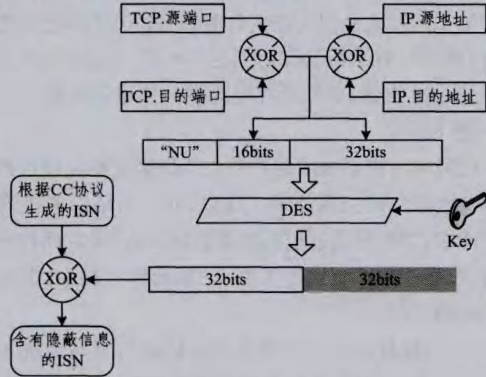 TCP.源端口
IP.源地址
XOR
XOR
TCP.目的端口
IP.目的地址
“NU”
16bits
32bits
根据CC协议
生成的ISN
DES
Key
XOR
32bits
32bits
含有隐蔽信息
的ISN